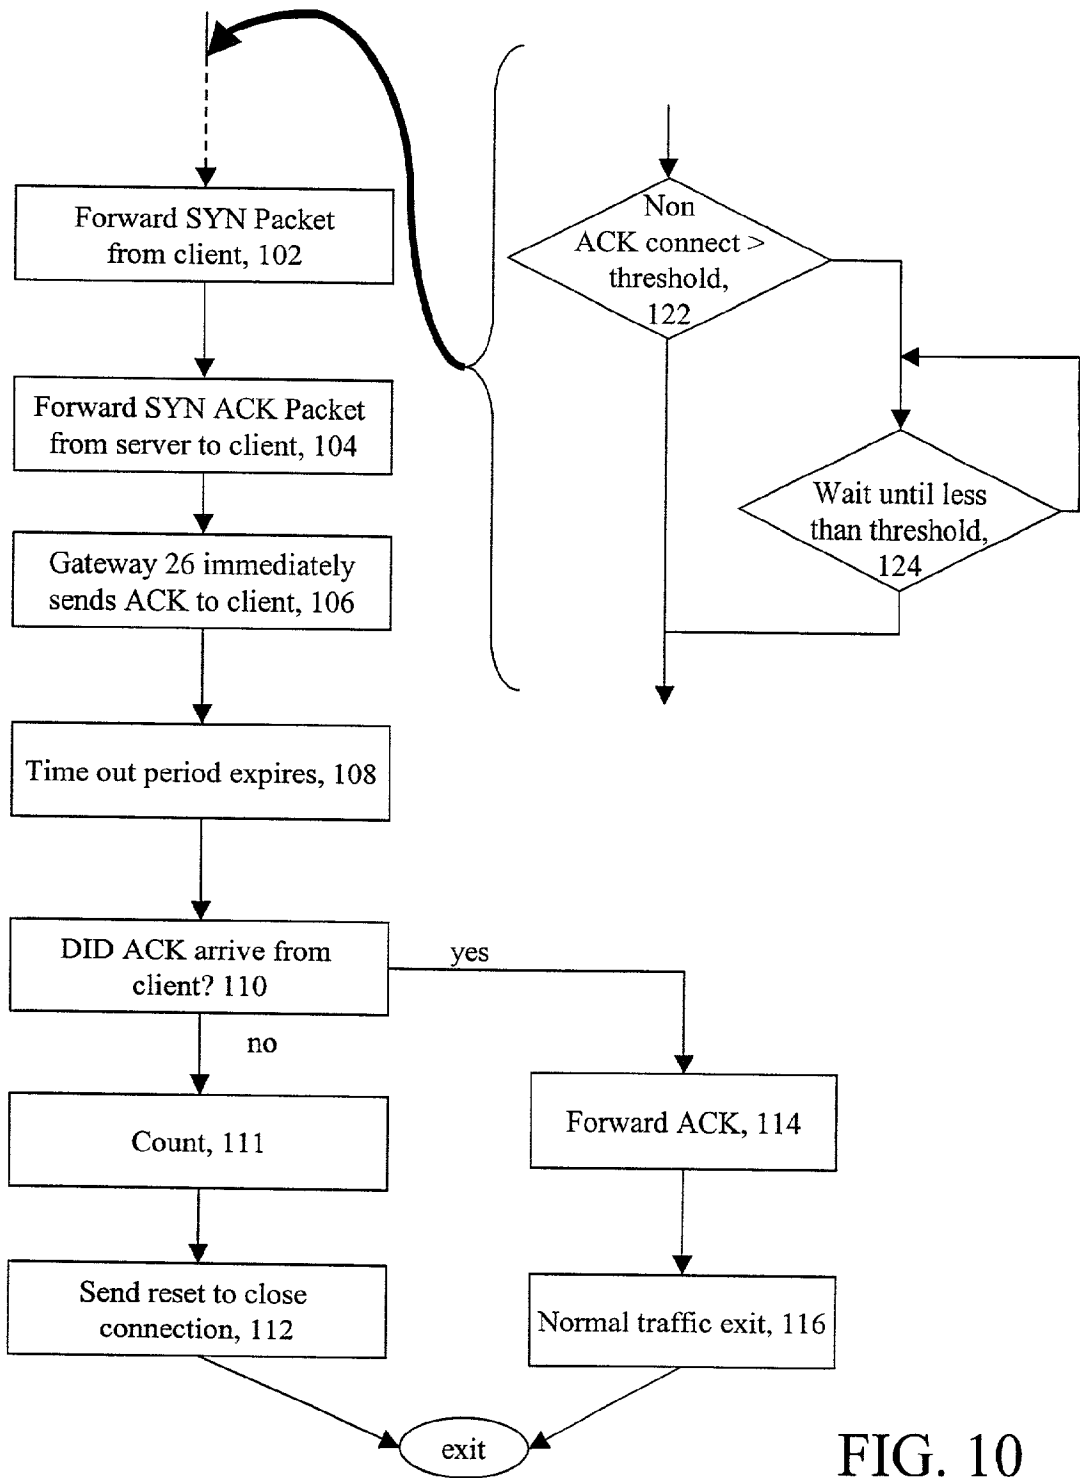 Forward SYN Packet
from client, 102
Forward SYN ACK Packet
from server to client, 104
Gateway 26 immediately
sends ACK to client, 106
Time out period expires, 108
DID ACK arrive from
client? 110
yes
no
Count, 111
Send reset to close
connection, 112
Forward ACK, 114
Normal traffic exit, 116
exit
Non
ACK connect >
threshold,
122
Wait until less
than threshold,
124
FIG. 10